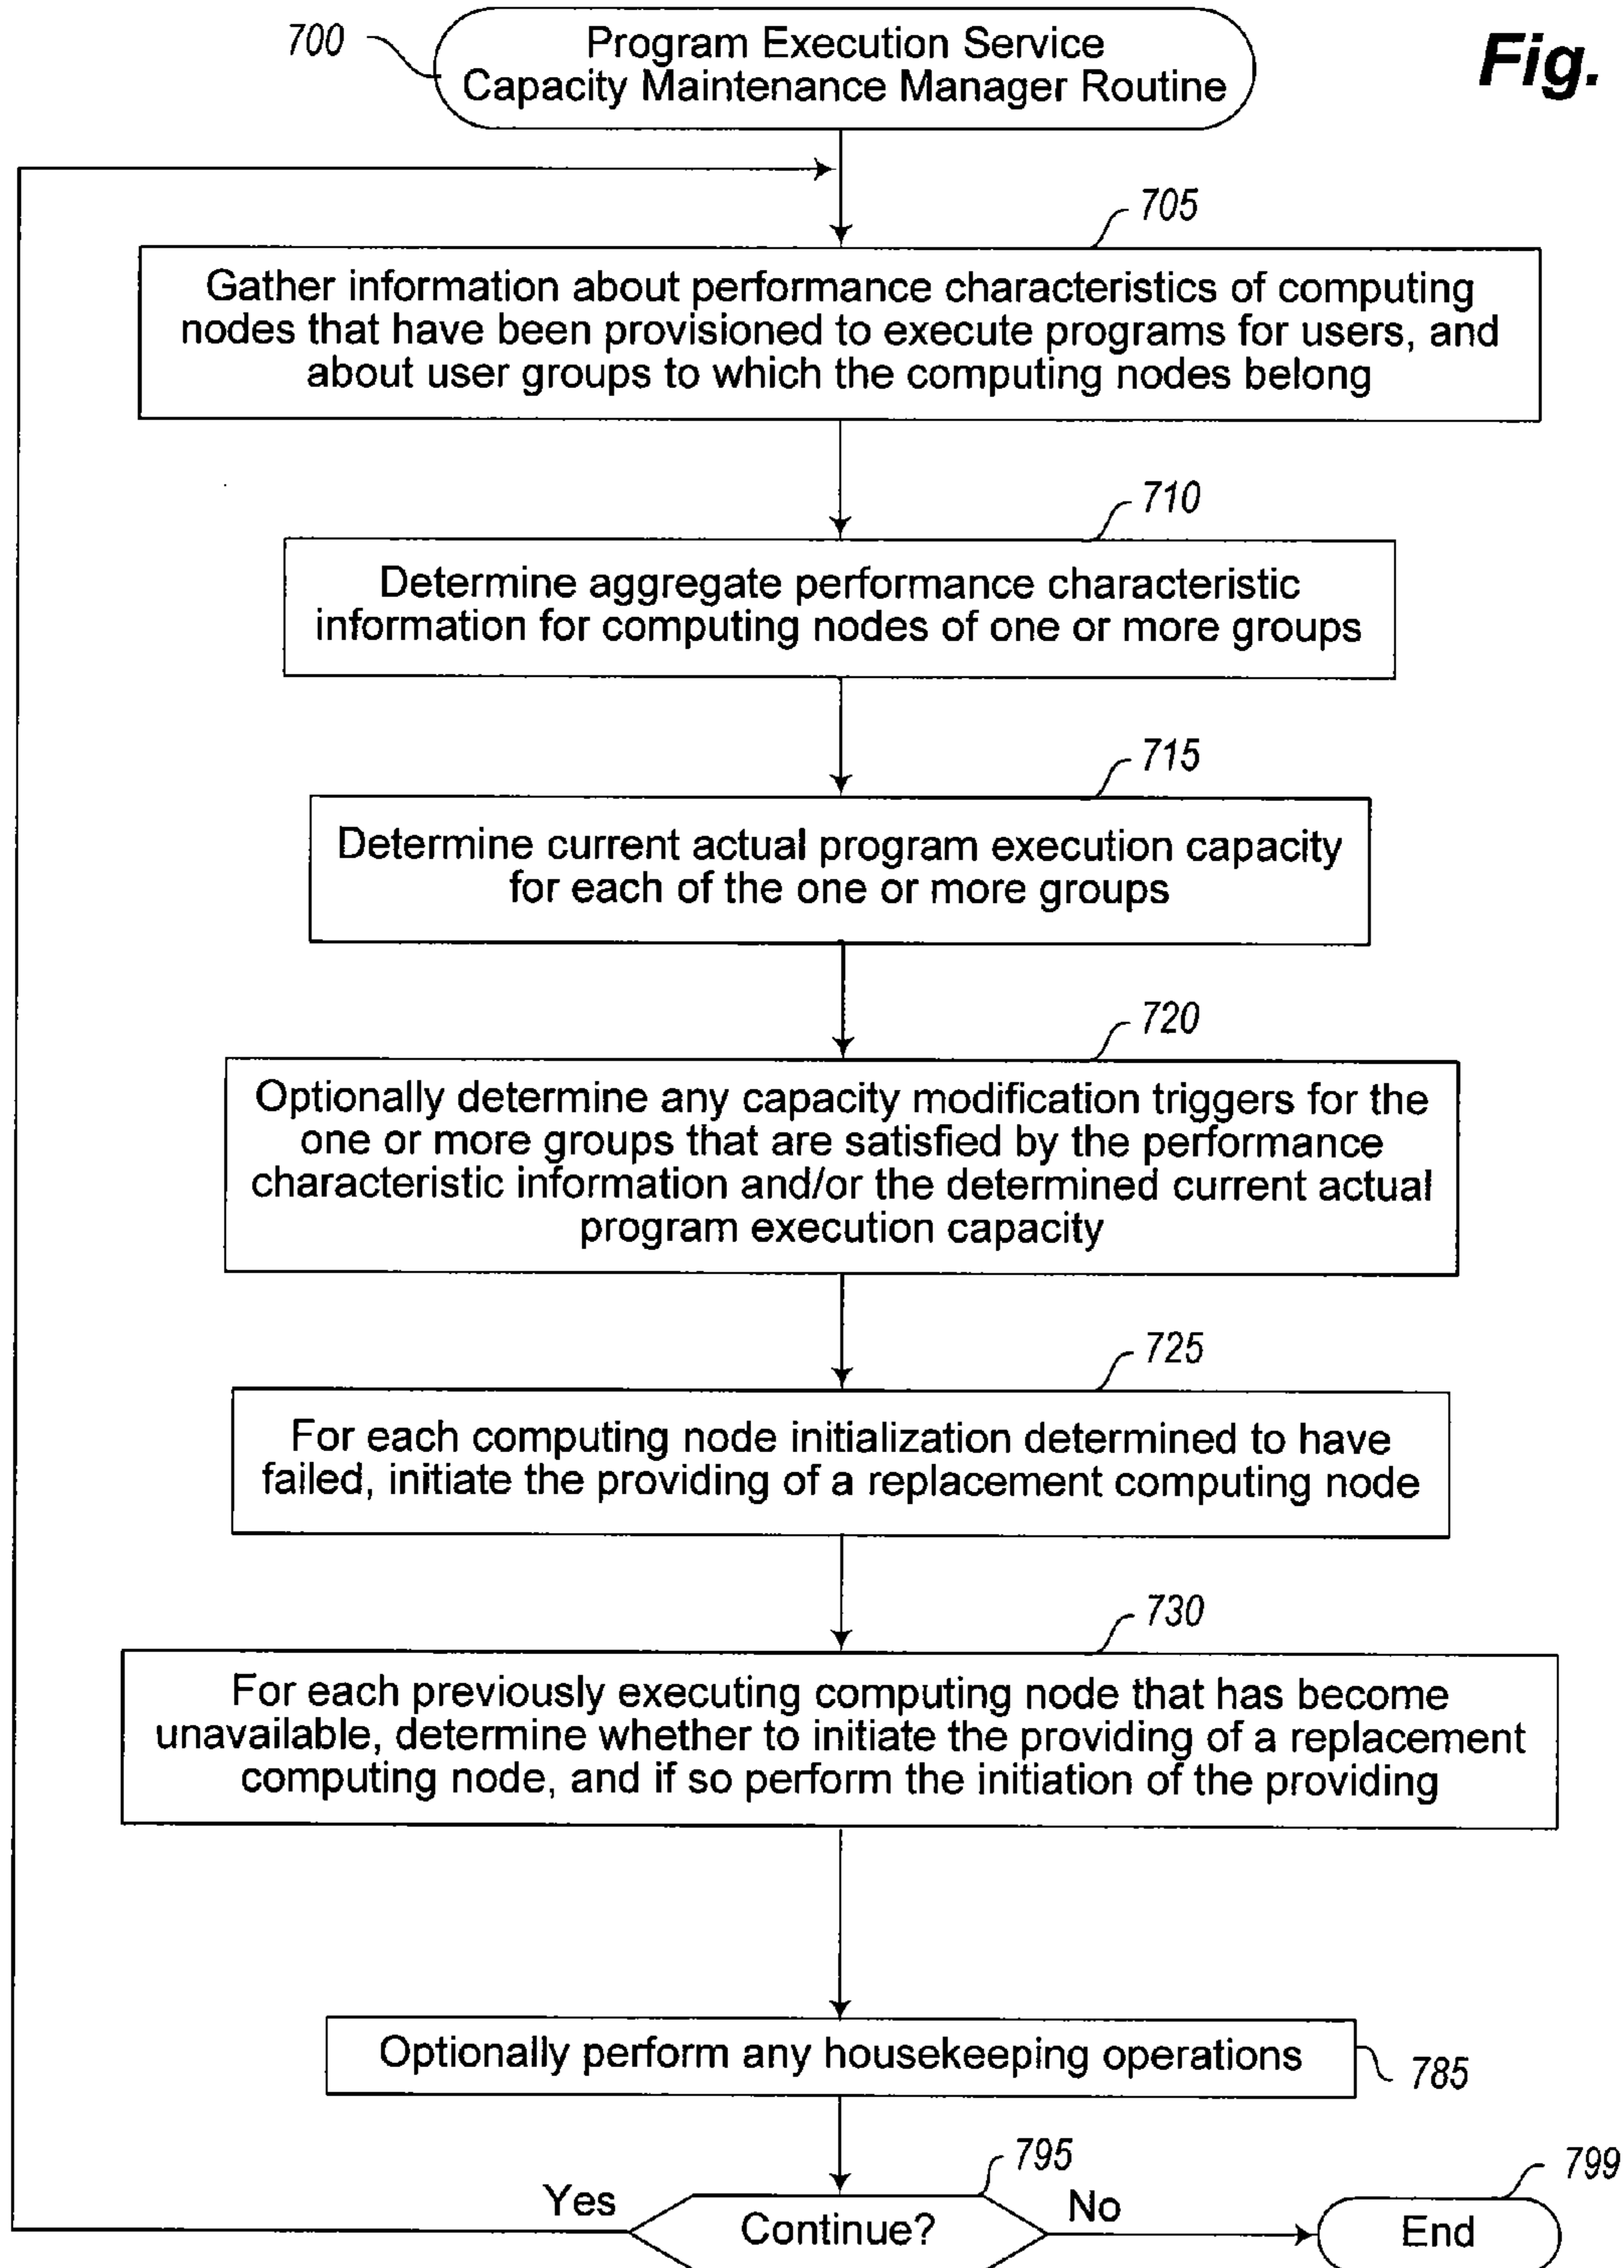 700
Program Execution Service
Capacity Maintenance Manager Routine
Fig.
705
Gather information about performance characteristics of computing
nodes that have been provisioned to execute programs for users, and
about user groups to which the computing nodes belong
710
Determine aggregate performance characteristic
information for computing nodes of one or more groups
715
Determine current actual program execution capacity
for each of the one or more groups
720
Optionally determine any capacity modification triggers for the
one or more groups that are satisfied by the performance
characteristic information and/or the determined current actual
program execution capacity
725
For each computing node initialization determined to have
failed, initiate the providing of a replacement computing node
730
For each previously executing computing node that has become
unavailable, determine whether to initiate the providing of a replacement
computing node, and if so perform the initiation of the providing
Optionally perform any housekeeping operations
785
795
799
Yes
Continue?
No
End